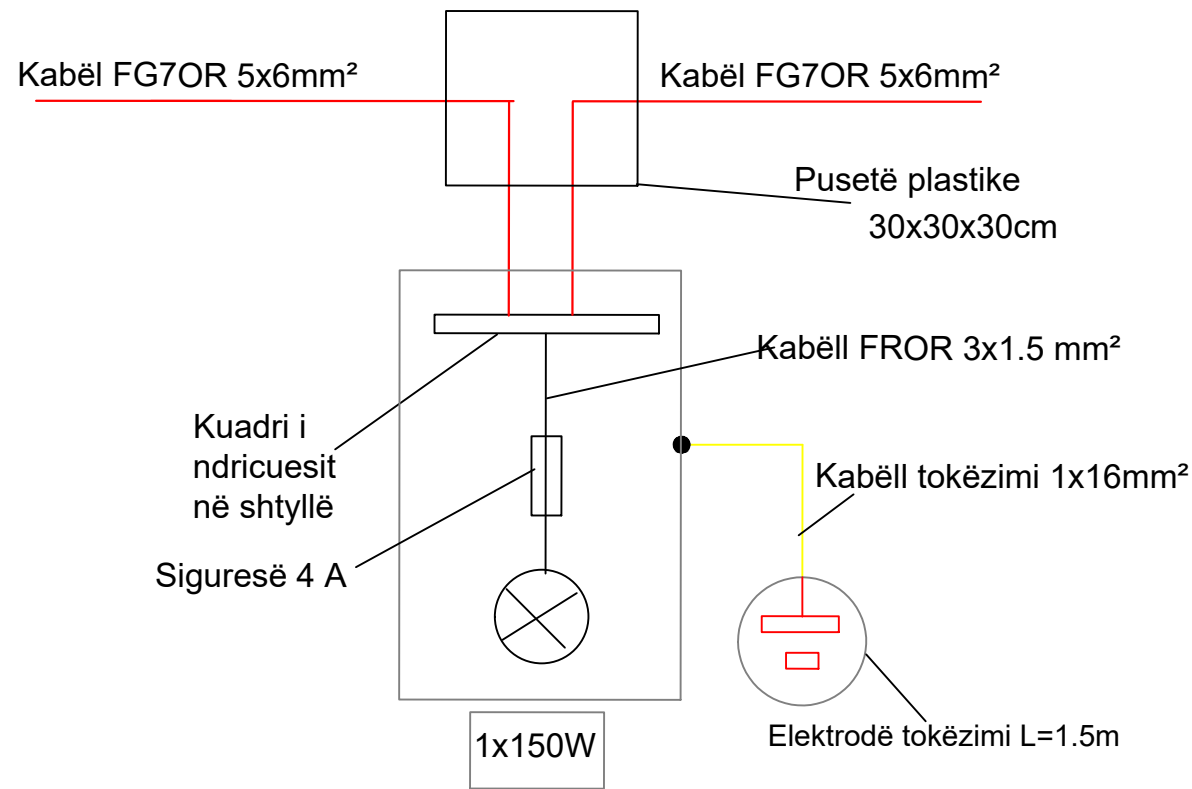 Kabël FG7OR 5x6mm²
Kabël FG7OR 5x6mm²
Pusetë plastike
30x30x30cm
Kabëll FROR 3x1.5 mm²
Kuadri i
ndricuesit
në shtyllë
Kabëll tokëzimi 1x16mm²
Siguresë 4 A
Elektrodë tokëzimi L=1.5m
1x150W